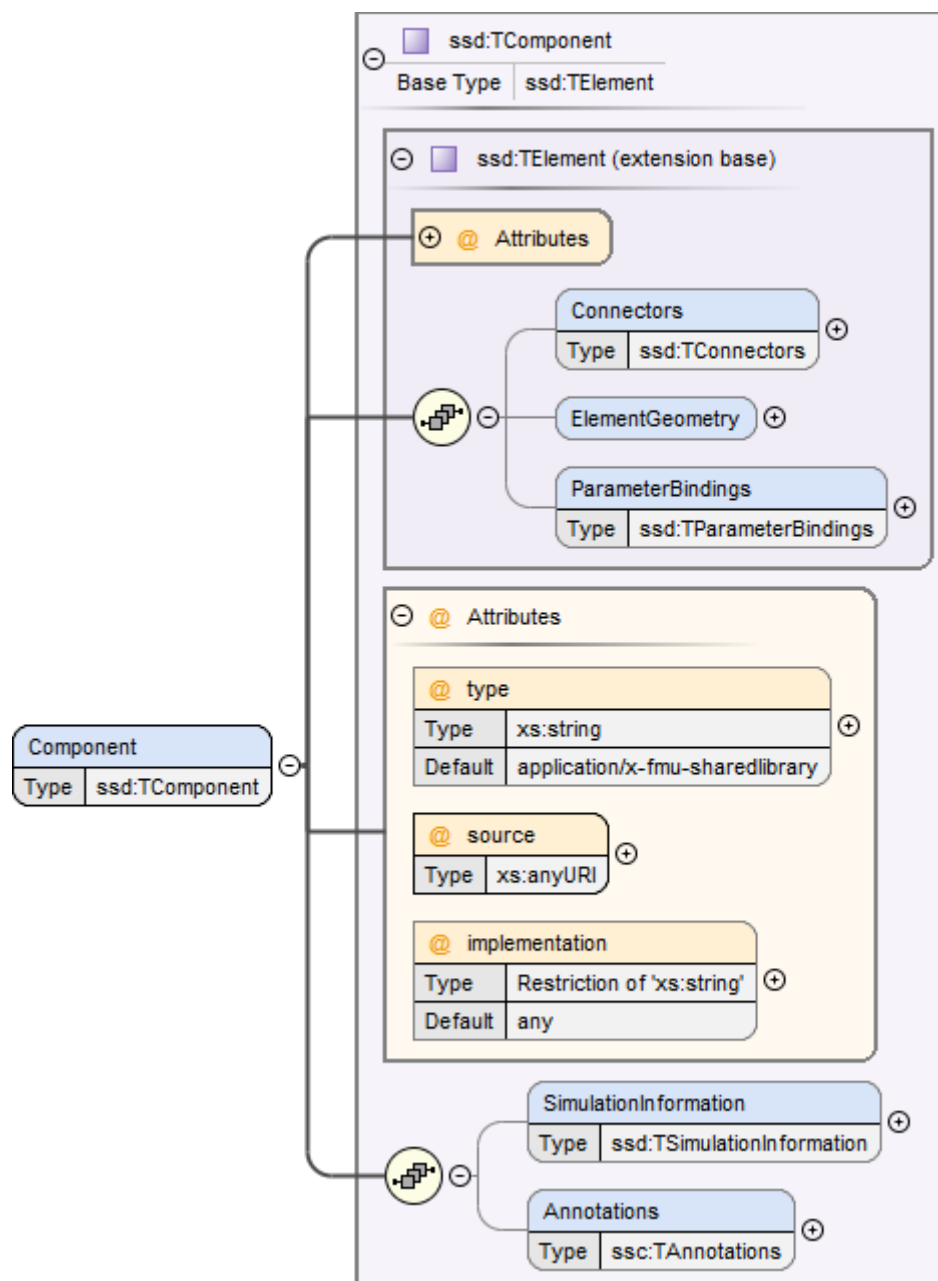 ssd:TComponent
Base Type ssd:TElement
ssd:TElement (extension base)
@ Attributes
Connectors
Type ssd:TConnectors
ElementGeometry
ParameterBindings
Type ssd:TParameterBindings
@ Attributes
@ type
Type xs:string
Default application/x-fmu-sharedlibrary
Component
Type ssd:TComponent
@ source
Type xs:anyURI
@ implementation
Type Restriction of 'xs:string'
Default any
SimulationInformation
Type ssd:TSimulationInformation
Annotations
Type ssc:TAnnotations